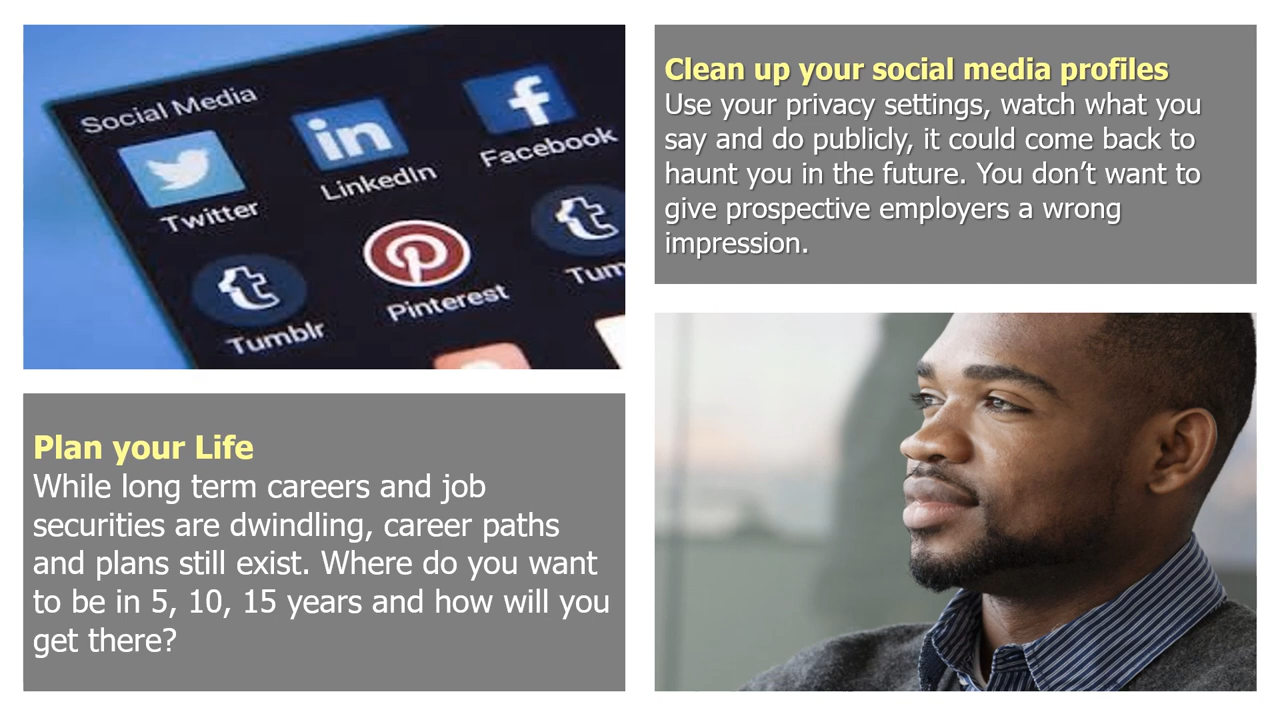 Social Media
Twitter
LinkedIn
Facebook
Tumblr
Pinterest
Tum
Clean up your social media profiles
Use your privacy settings, watch what you
say and do publicly, it could come back to
haunt you in the future. You don’t want to
give prospective employers a wrong
impression.
Plan your Life
While long term careers and job
securities are dwindling, career paths
and plans still exist. Where do you want
to be in 5, 10, 15 years and how will you
get there?